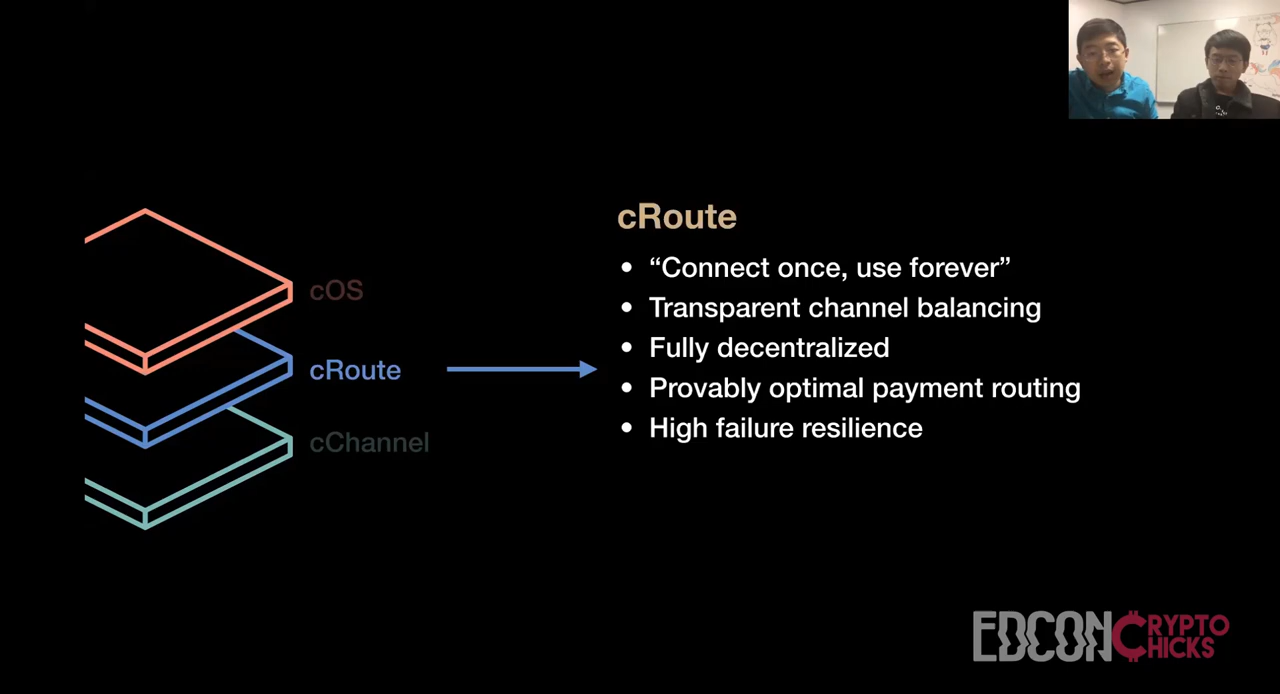 cOS
cRoute
cChannel
cRoute
• “Connect once, use forever”
• Transparent channel balancing
• Fully decentralized
• Provably optimal payment routing
• High failure resilience
EDCON CRYPTO
CHICKS